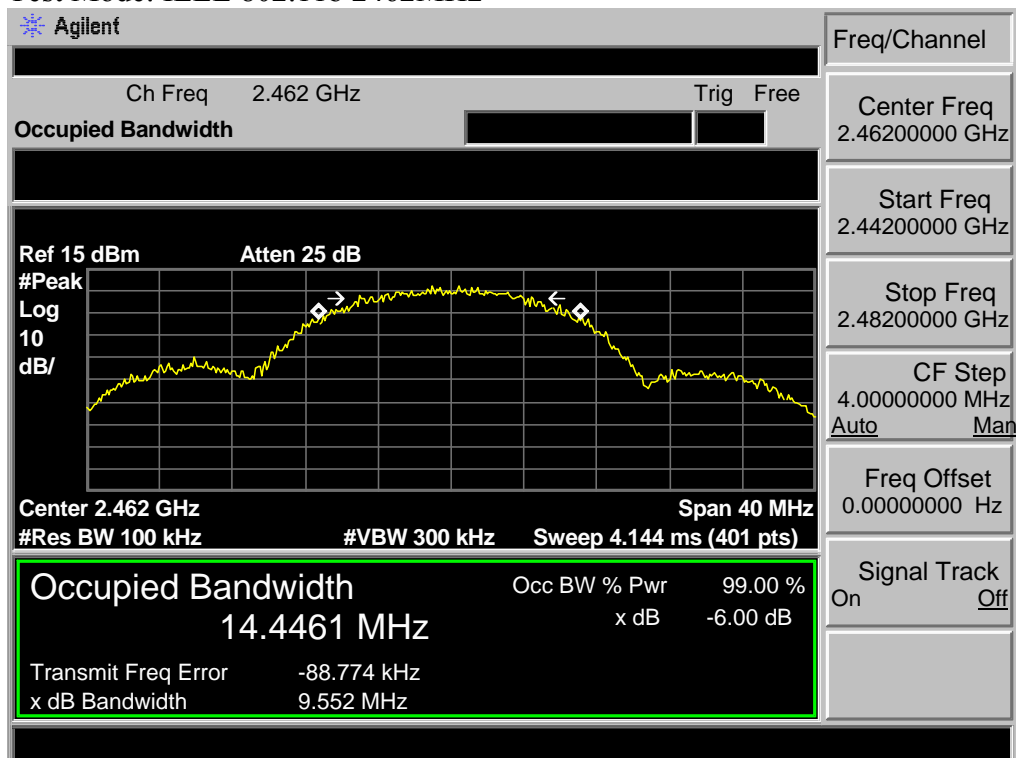 Agilent
Freq/Channel
Ch Freq 2.462 GHz Trig Free
Occupied Bandwidth
Center Freq
2.46200000 GHz
Start Freq
2.44200000 GHz
Ref 15 dBm Atten 25 dB
#Peak
Log
10
dB/
Stop Freq
2.48200000 GHz
CF Step
4.00000000 MHz
Auto Man
Center 2.462 GHz Span 40 MHz
#Res BW 100 kHz #VBW 300 kHz Sweep 4.144 ms (401 pts)
Freq Offset
0.00000000 Hz
Occupied Bandwidth
14.4461 MHz
Occ BW % Pwr 99.00 %
x dB -6.00 dB
Signal Track
On Off
Transmit Freq Error -88.774 kHz
x dB Bandwidth 9.552 MHz